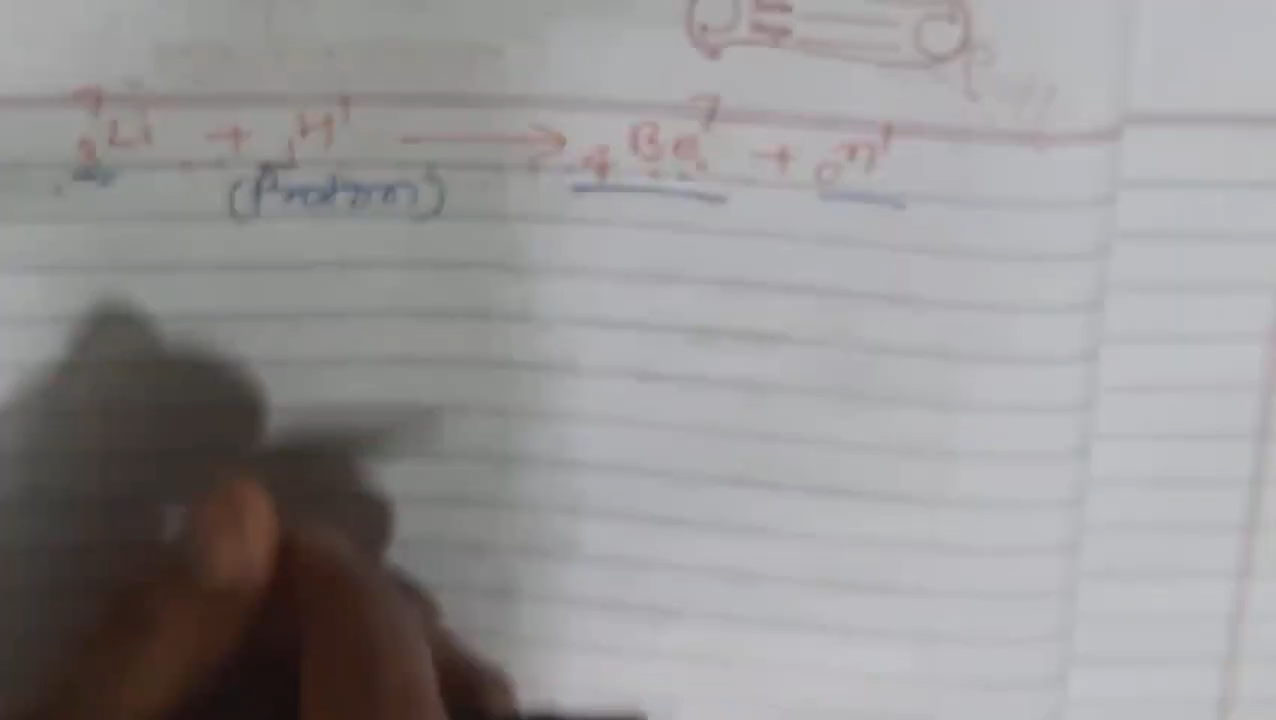 ₃Li⁷ + ₁H¹ ⟶ ₄Be⁷ + ₀n¹
(Proton)